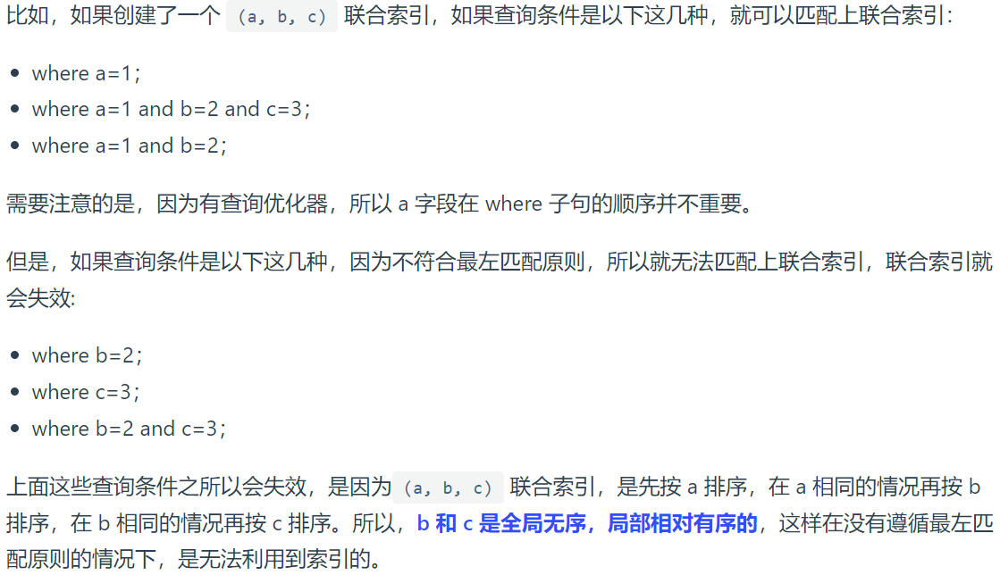 比如，如果创建了一个 (a, b, c) 联合索引，如果查询条件是以下这几种，就可以匹配上联合索引：
• where a=1；
• where a=1 and b=2 and c=3；
• where a=1 and b=2；
需要注意的是，因为有查询优化器，所以 a 字段在 where 子句的顺序并不重要。
但是，如果查询条件是以下这几种，因为不符合最左匹配原则，所以就无法匹配上联合索引，联合索引就
会失效:
• where b=2；
• where c=3；
• where b=2 and c=3；
上面这些查询条件之所以会失效，是因为 (a, b, c) 联合索引，是先按 a 排序，在 a 相同的情况再按 b
排序，在 b 相同的情况再按 c 排序。所以，b 和 c 是全局无序，局部相对有序的，这样在没有遵循最左匹
配原则的情况下，是无法利用到索引的。